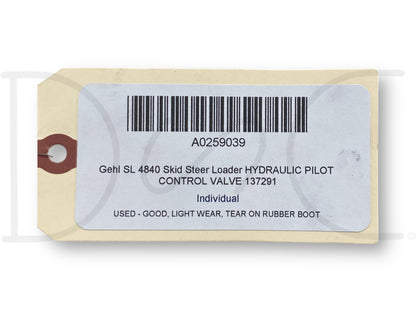 A0259039
Gehl SL 4840 Skid Steer Loader HYDRAULIC PILOT
CONTROL VALVE 137291
Individual
USED - GOOD, LIGHT WEAR, TEAR ON RUBBER BOOT